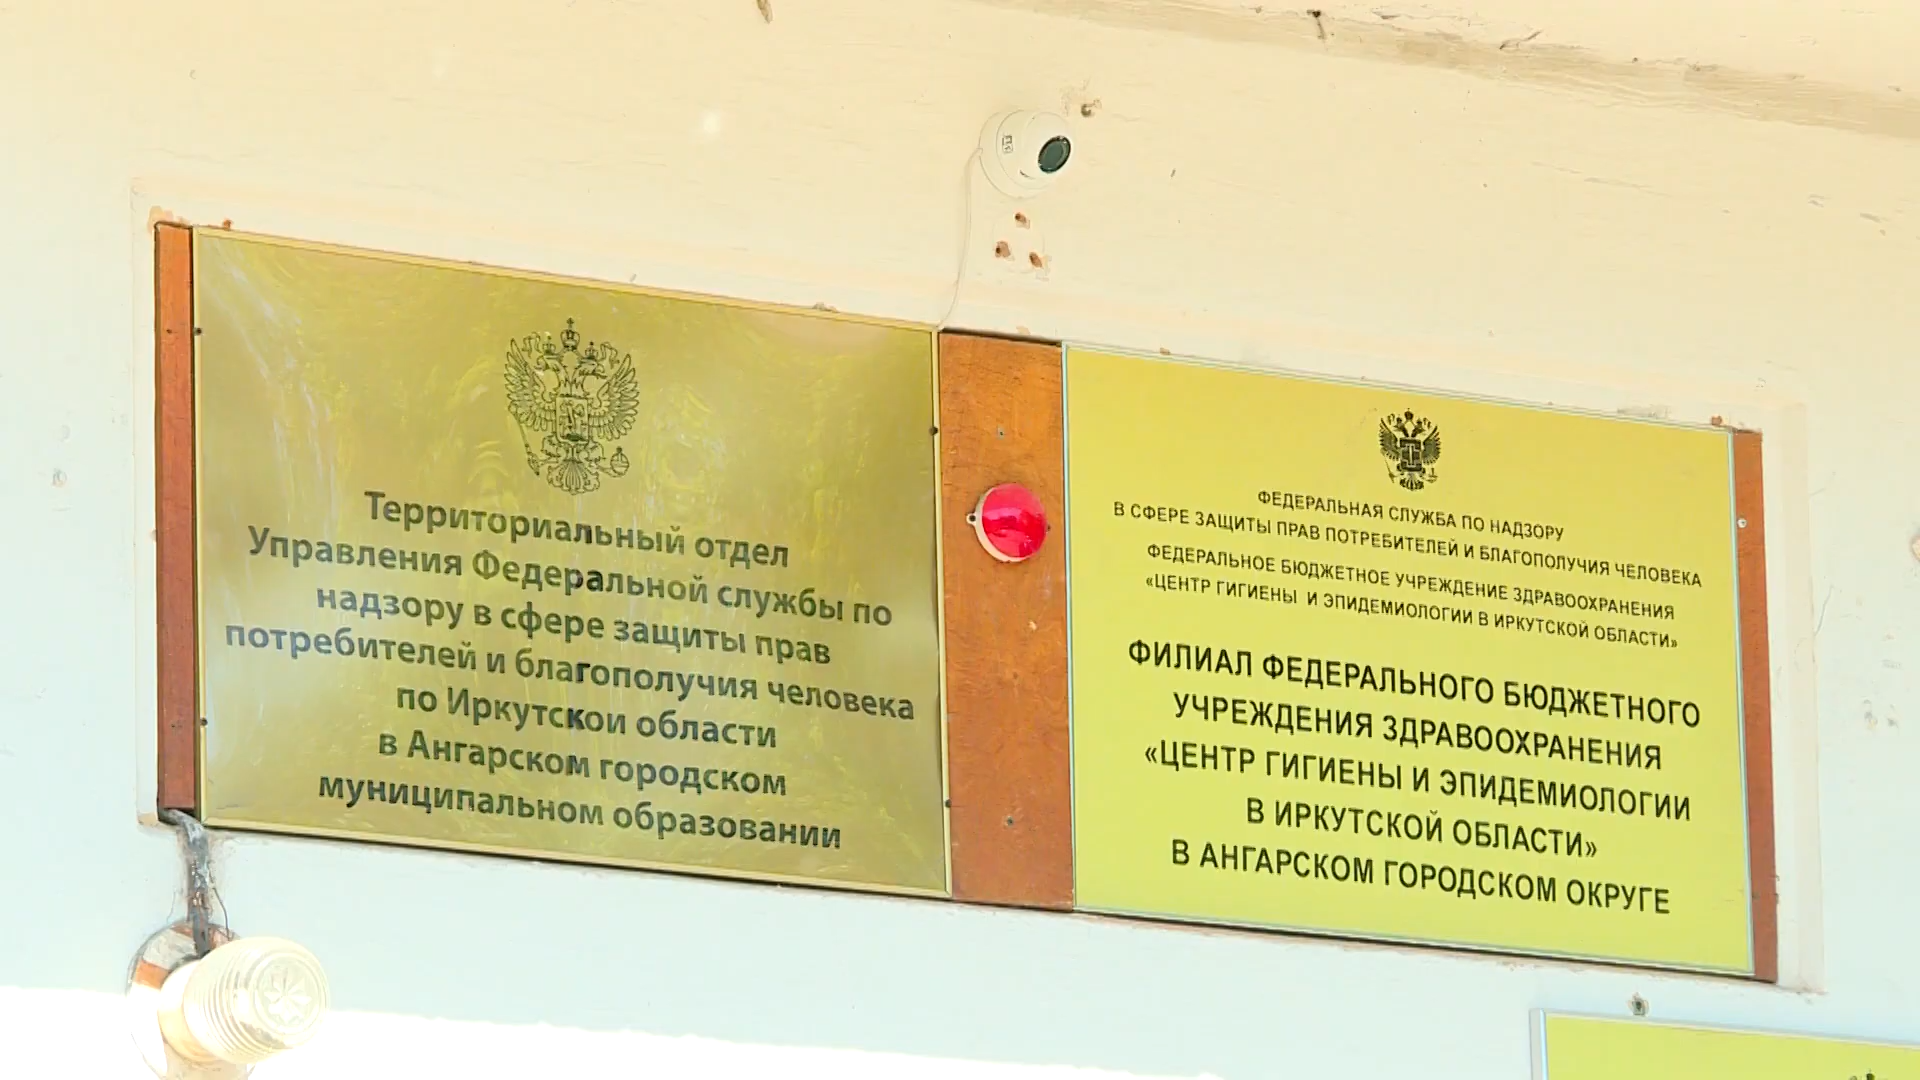 Территориальный отдел
Управления Федеральной службы по
надзору в сфере защиты прав
потребителей и благополучия человека
по Иркутской области
в Ангарском городском
муниципальном образовании
ФЕДЕРАЛЬНАЯ СЛУЖБА ПО НАДЗОРУ
В СФЕРЕ ЗАЩИТЫ ПРАВ ПОТРЕБИТЕЛЕЙ И БЛАГОПОЛУЧИЯ ЧЕЛОВЕКА
ФЕДЕРАЛЬНОЕ БЮДЖЕТНОЕ УЧРЕЖДЕНИЕ ЗДРАВООХРАНЕНИЯ
«ЦЕНТР ГИГИЕНЫ И ЭПИДЕМИОЛОГИИ В ИРКУТСКОЙ ОБЛАСТИ»
ФИЛИАЛ ФЕДЕРАЛЬНОГО БЮДЖЕТНОГО
УЧРЕЖДЕНИЯ ЗДРАВООХРАНЕНИЯ
«ЦЕНТР ГИГИЕНЫ И ЭПИДЕМИОЛОГИИ
В ИРКУТСКОЙ ОБЛАСТИ»
В АНГАРСКОМ ГОРОДСКОМ ОКРУГЕ